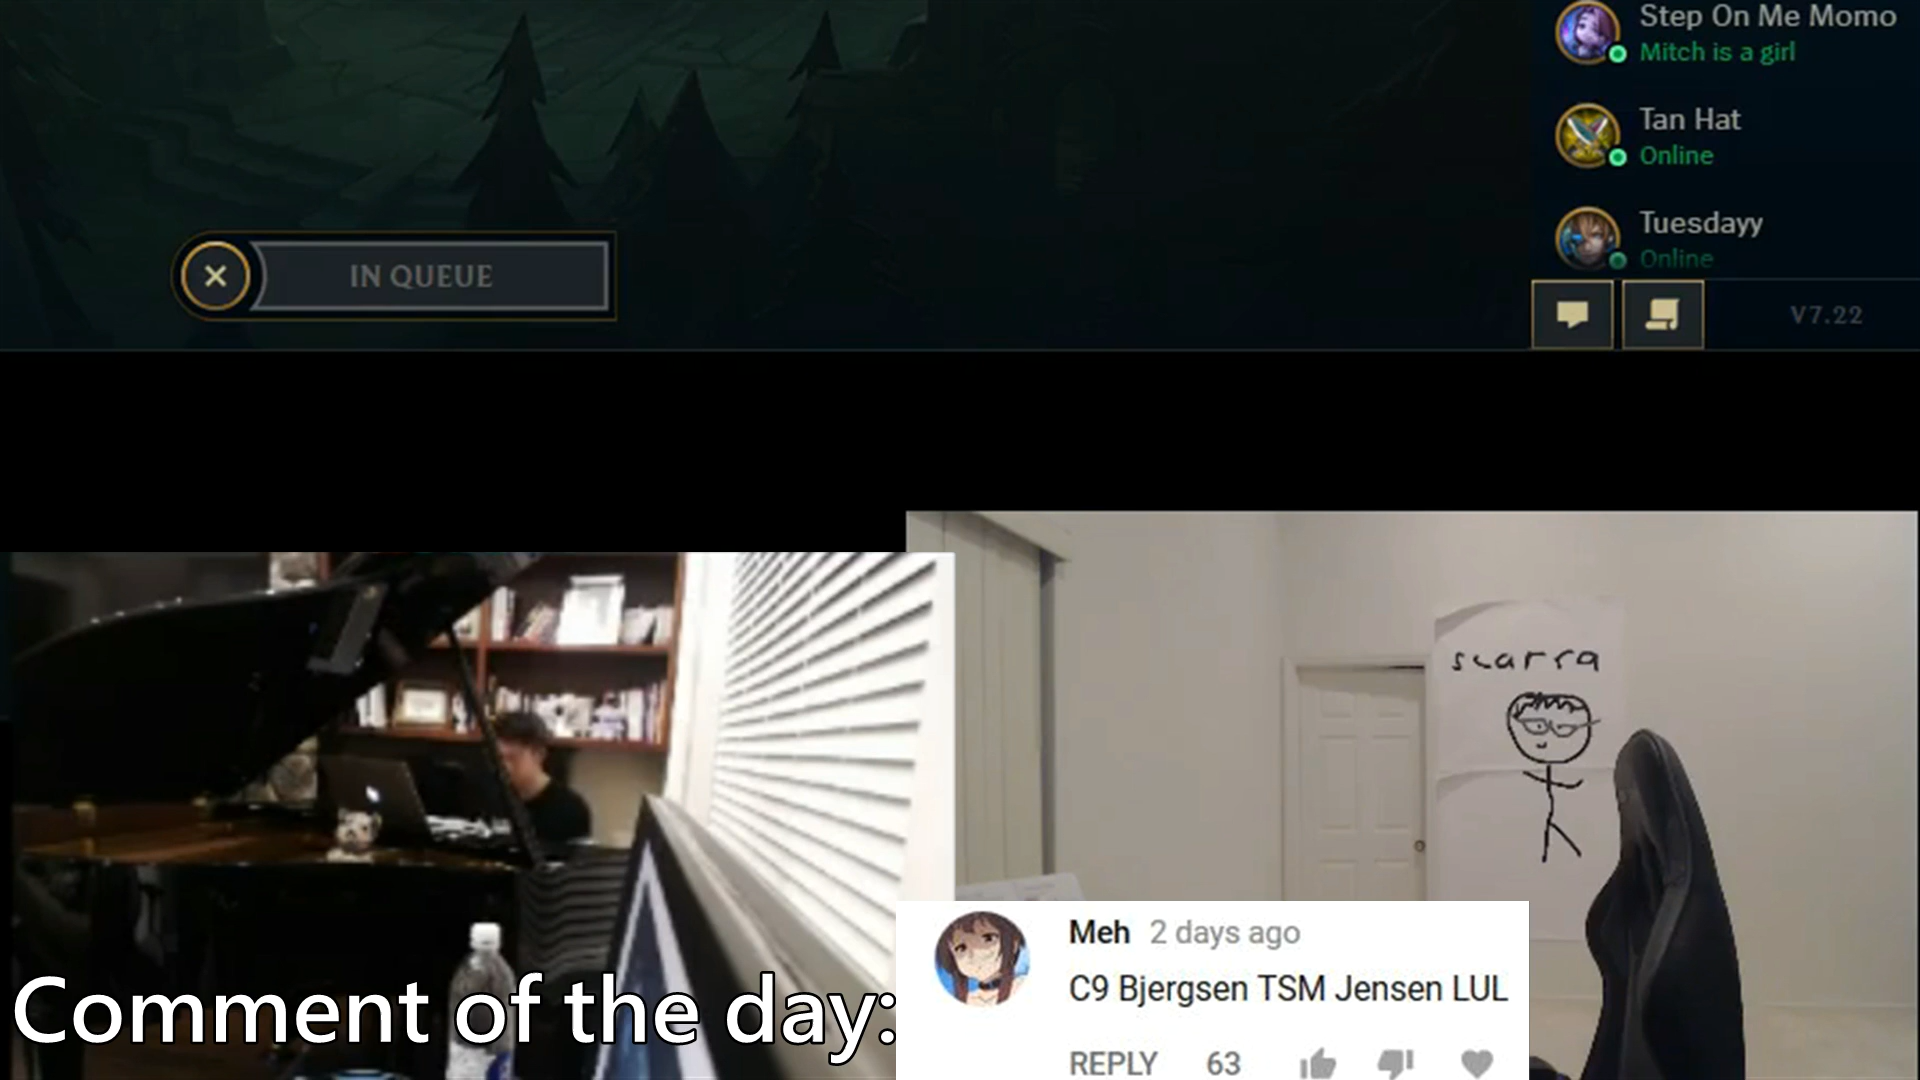 Step On Me Momo
Mitch is a girl
Tan Hat
Online
Tuesdayy
Online
IN QUEUE
V7.22
scarra
Meh 2 days ago
C9 Bjergsen TSM Jensen LUL
REPLY 63
Comment of the day: